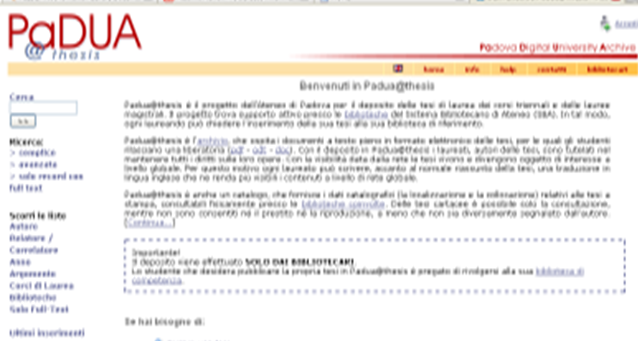 PaDUA
@thesis
Accedi
Padova Digital University Archive
home info help contatti bibliotecari
Benvenuti in Padua@thesis
Cerca
>>
Ricerca:
> semplice
> avanzata
> solo record con
full text
Scorri le liste
Autore
Relatore /
Correlatore
Anno
Argomento
Corsi di Laurea
Biblioteche
Solo Full-Text
Ultimi inserimenti
Padua@thesis è il progetto dell'Ateneo di Padova per il deposito delle tesi di laurea dei corsi triennali e delle lauree
magistrali. Il progetto trova supporto attivo presso le biblioteche del Sistema Bibliotecario di Ateneo (SBA). In tal modo,
ogni laureando può chiedere l'inserimento della sua tesi alla sua biblioteca di riferimento.
Padua@thesis è l'archivio, che ospita i documenti a testo pieno in formato elettronico delle tesi, per le quali gli studenti
rilasciano una liberatoria (pdf - odt - doc). Con il deposito in Padua@thesis i laureati, autori delle tesi, sono tutelati nel
mantenere tutti i diritti sulla loro opera. Con la visibilità data dalla rete le tesi vivono e divengono oggetto di interesse a
livello globale. Per questo motivo ogni laureato può scrivere, accanto al normale riassunto della tesi, una traduzione in
lingua inglese che ne renda più visibili i contenuti a livello di rete globale.
Padua@thesis è anche un catalogo, che fornisce i dati catalografici (la localizzazione e la collocazione) relativi alle tesi a
stampa, consultabili fisicamente presso le biblioteche coinvolte. Delle tesi cartacee è possibile solo la consultazione,
mentre non sono consentiti né il prestito né la riproduzione, a meno che non sia diversamente segnalato dall'autore.
[Continua...]
Importante!
Il deposito viene effettuato SOLO DAI BIBLIOTECARI.
Lo studente che desidera pubblicare la propria tesi in Padua@thesis è pregato di rivolgersi alla sua biblioteca di
competenza.
Se hai bisogno di: